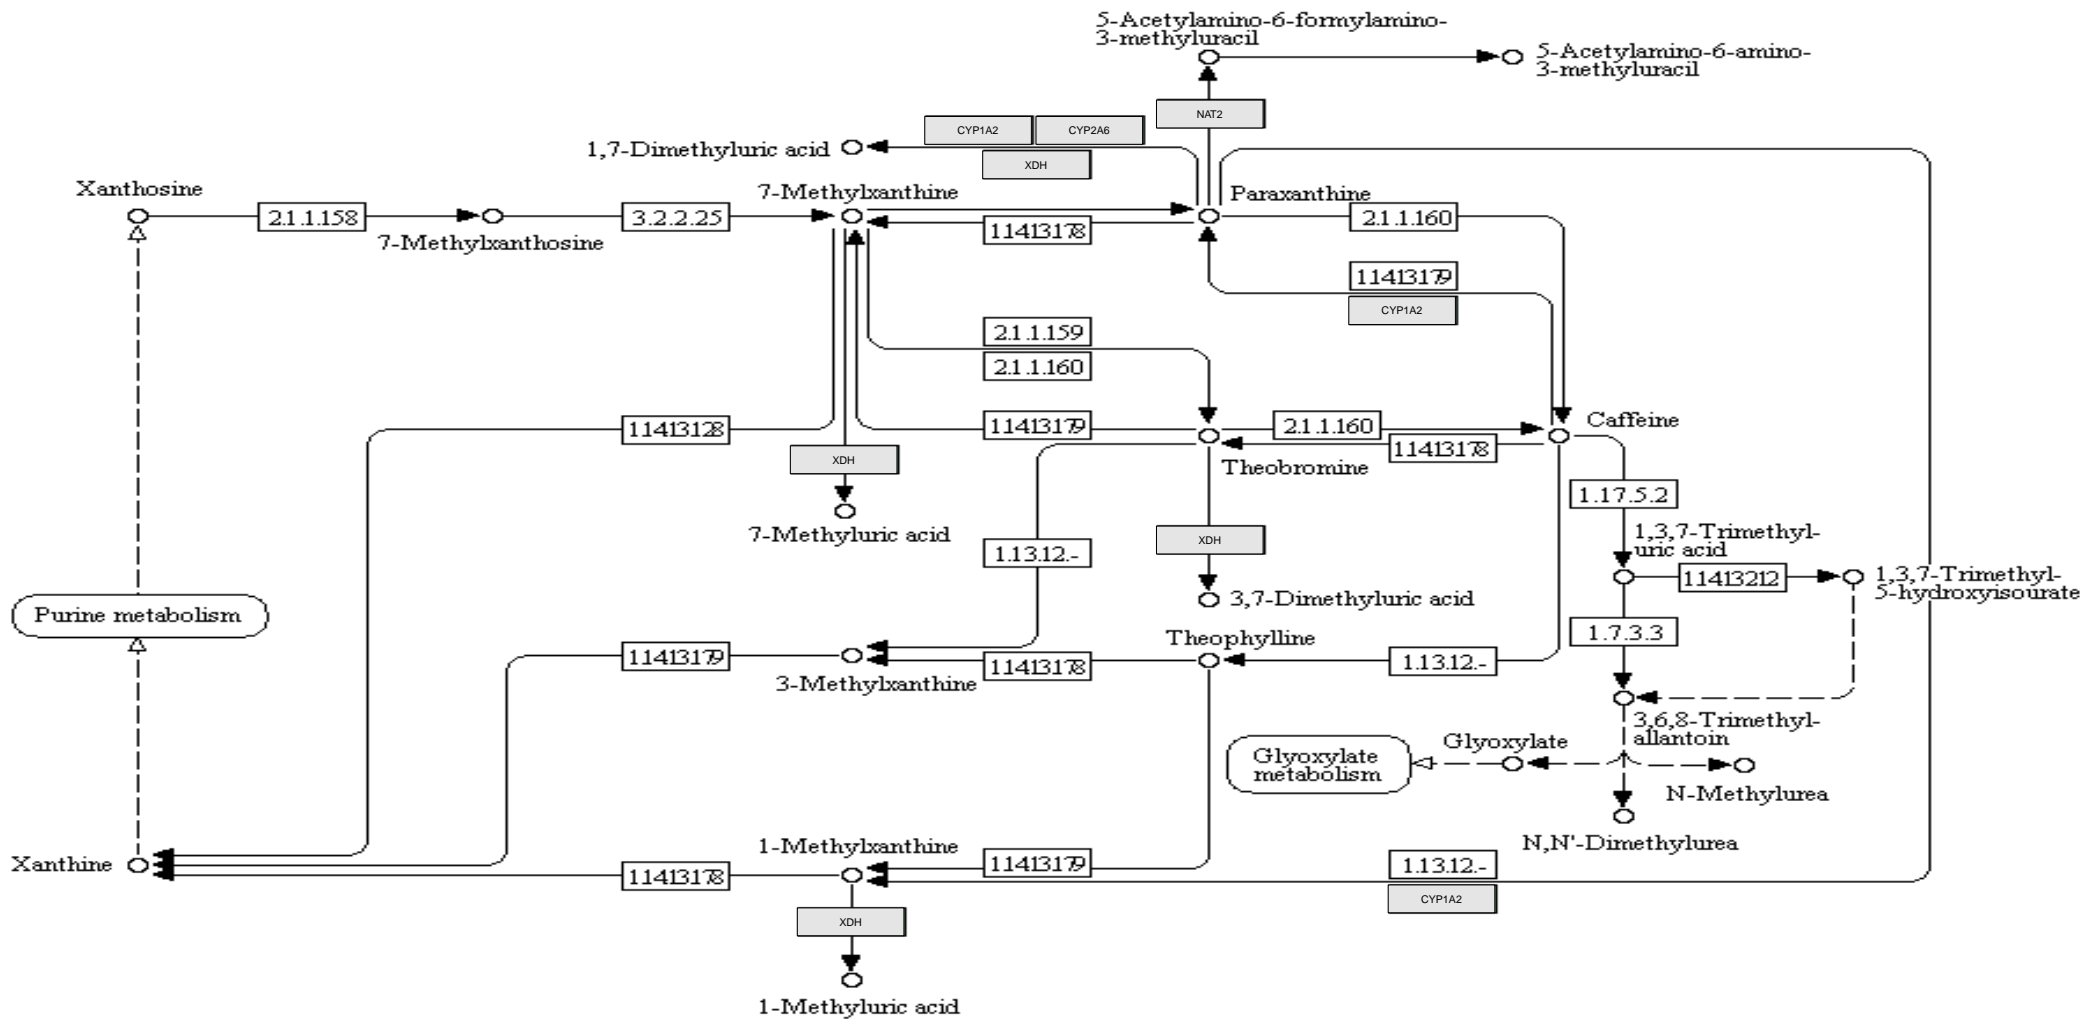 5-Acetylamino-6-formylamino-
3-methyluracil
5-Acetylamino-6-amino-
3-methyluracil
NAT2
CYP1A2
CYP2A6
1,7-Dimethyluric acid
XDH
Xanthosine
7-Methylxanthine
Paraxanthine
2.1.1.158
3.2.2.25
2.1.1.160
7-Methylxanthosine
1.14.13.178
1.14.13.179
CYP1A2
2.1.1.159
2.1.1.160
1.14.13.128
1.14.13.179
2.1.1.160
Caffeine
1.14.13.178
XDH
Theobromine
1.17.5.2
7-Methyluric acid
1,3,7-Trimethyl-
uric acid
XDH
1.13.12.-
1.14.13.212
1,3,7-Trimethyl-
5-hydroxyisourate
3,7-Dimethyluric acid
Purine metabolism
1.7.3.3
Theophylline
1.14.13.179
1.14.13.178
1.13.12.-
3-Methylxanthine
3,6,8-Trimethyl-
allantoin
Glyoxylate
Glyoxylate
metabolism
N-Methylurea
N,N'-Dimethylurea
1-Methylxanthine
Xanthine
1.14.13.179
1.13.12.-
1.14.13.178
CYP1A2
XDH
1-Methyluric acid